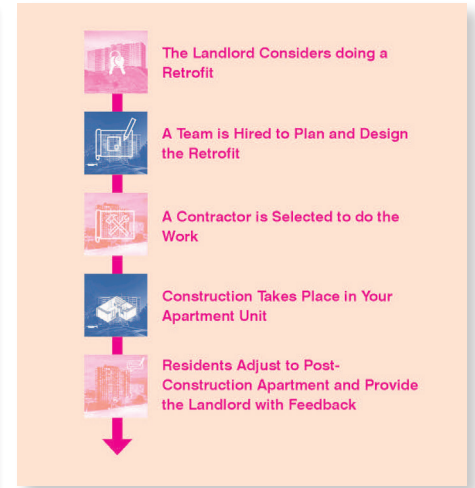 The Landlord Considers doing a
Retrofit
A Team is Hired to Plan and Design
the Retrofit
A Contractor is Selected to do the
Work
Construction Takes Place in Your
Apartment Unit
Residents Adjust to Post-
Construction Apartment and Provide
the Landlord with Feedback